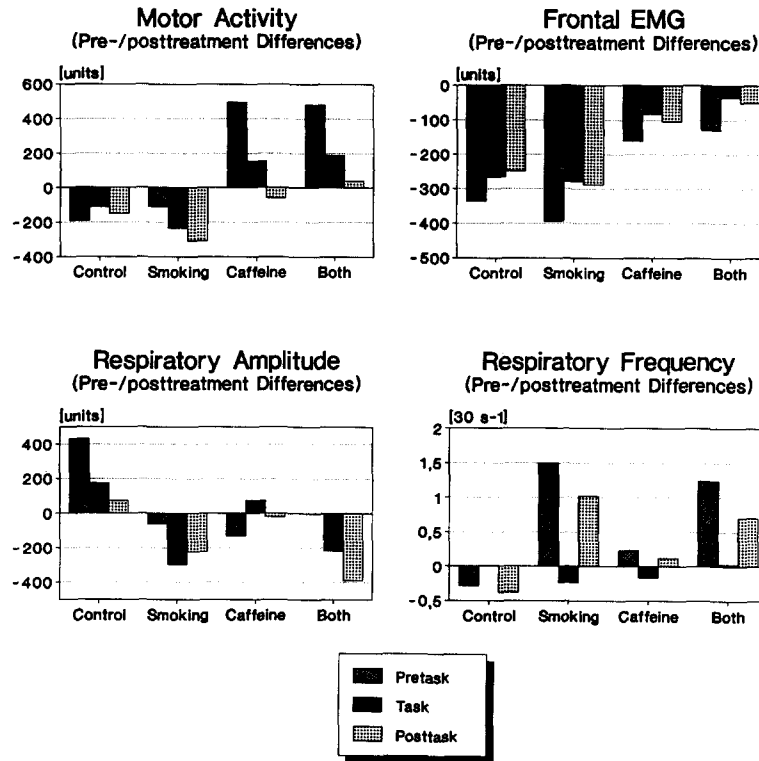 Motor Activity
(Pre-/posttreatment Differences)
[units]
600
400
200
0
-200
-400
Control Smoking Caffeine Both
Frontal EMG
(Pre-/posttreatment Differences)
[units]
0
-100
-200
-300
-400
-500
Control Smoking Caffeine Both
Respiratory Amplitude
(Pre-/posttreatment Differences)
[units]
400
200
0
-200
-400
Control Smoking Caffeine Both
Respiratory Frequency
(Pre-/posttreatment Differences)
[30 s-1]
2
1,5
1
0,5
0
-0,5
Control Smoking Caffeine Both
Pretask
Task
Posttask